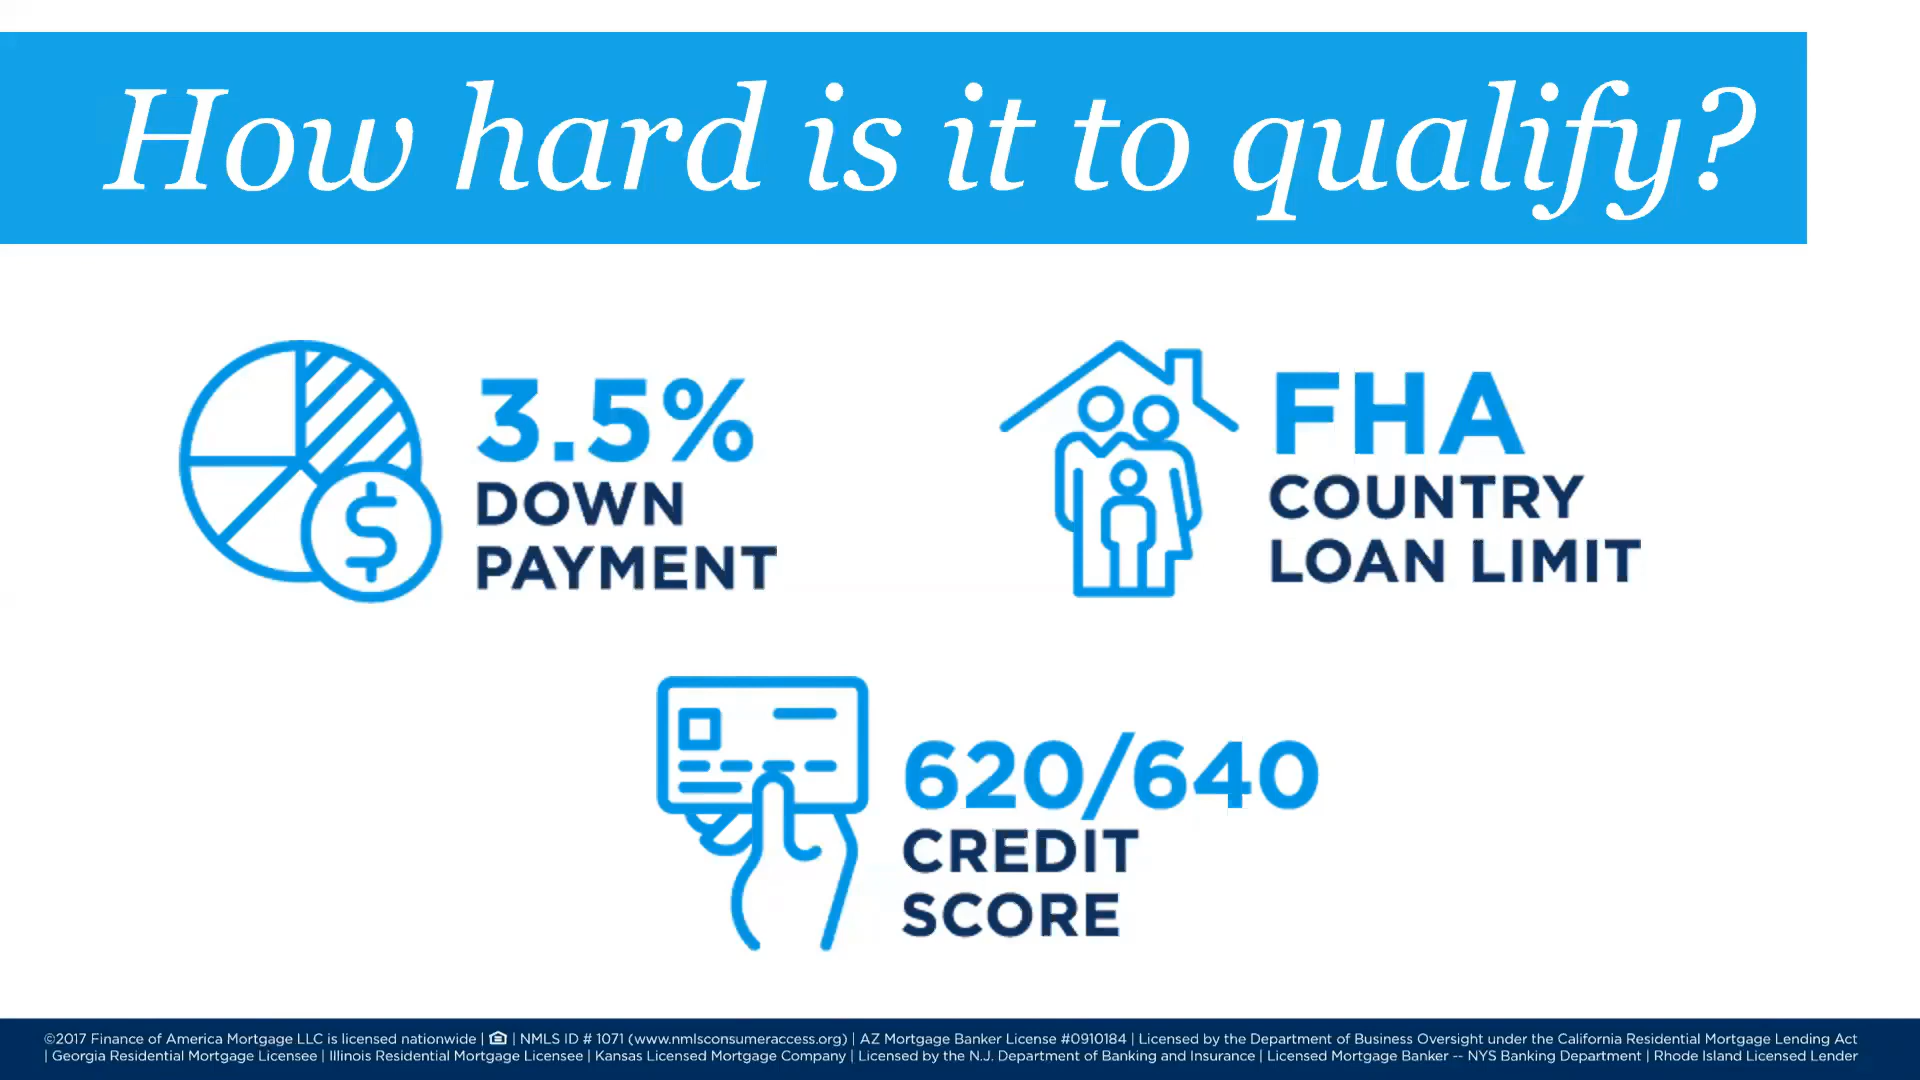 How hard is it to qualify?
3.5%
DOWN
PAYMENT
FHA
COUNTRY
LOAN LIMIT
620/640
CREDIT
SCORE
©2017 Finance of America Mortgage LLC is licensed nationwide | | NMLS ID # 1071 (www.nmlsconsumeraccess.org) | AZ Mortgage Banker License #0910184 | Licensed by the Department of Business Oversight under the California Residential Mortgage Lending Act
| Georgia Residential Mortgage Licensee | Illinois Residential Mortgage Licensee | Kansas Licensed Mortgage Company | Licensed by the N.J. Department of Banking and Insurance | Licensed Mortgage Banker -- NYS Banking Department | Rhode Island Licensed Lender